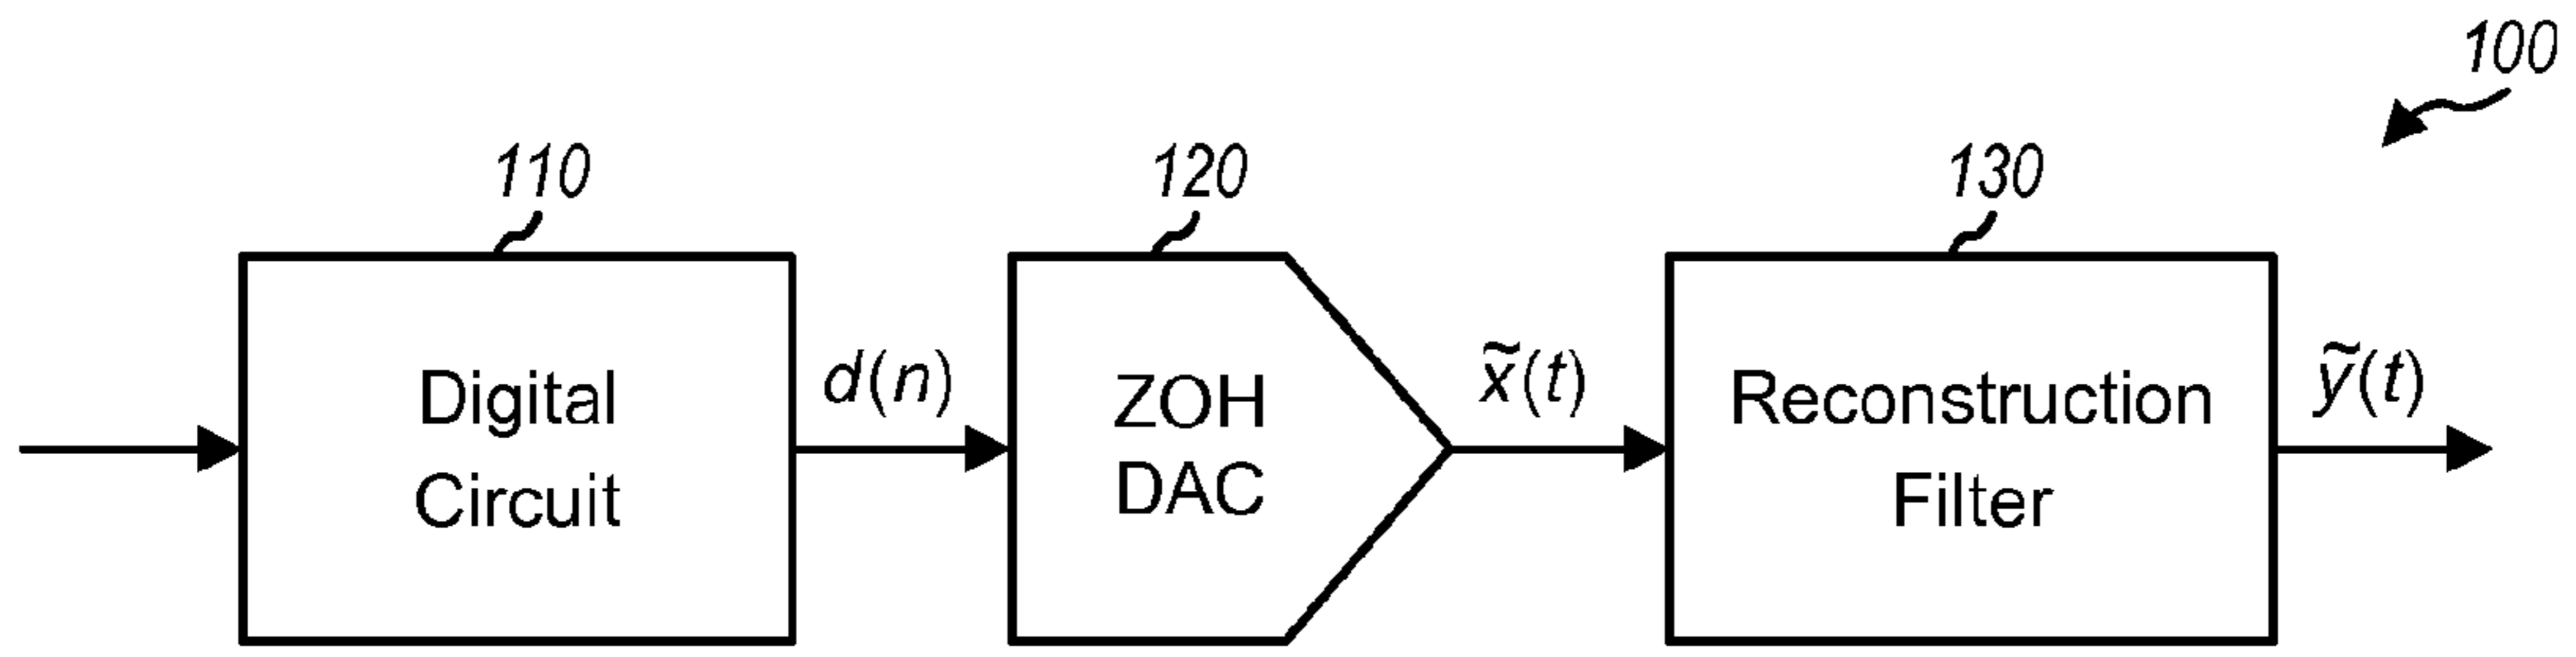 100
110
120
130
Digital
Circuit
d(n)
ZOH
DAC
x̃(t)
Reconstruction
Filter
ỹ(t)